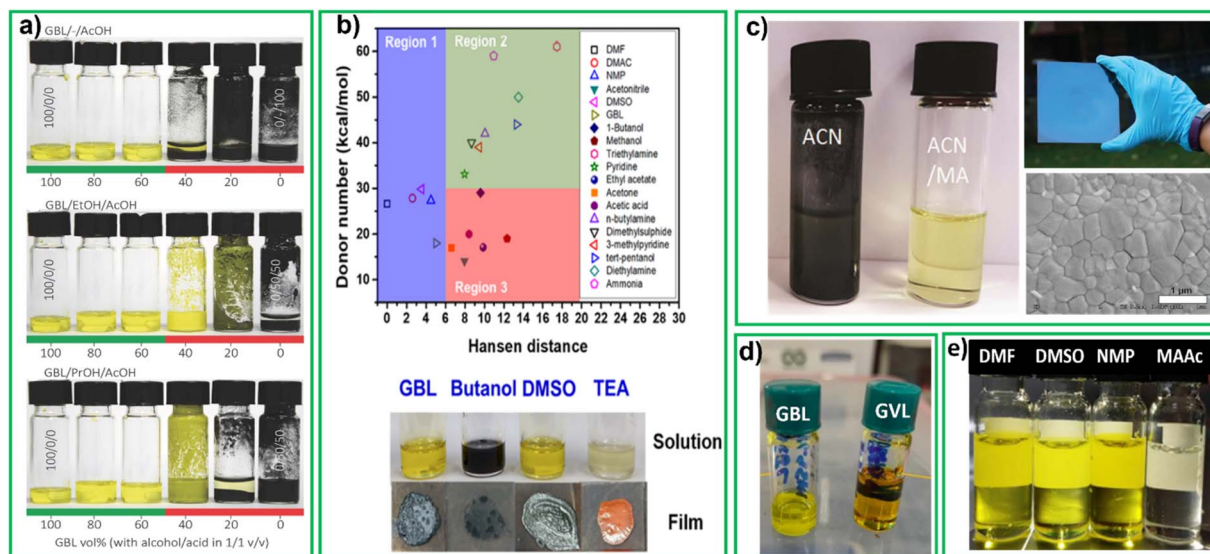 a)
GBL/-/AcOH
100/0/0
0/-/100
100 80 60 40 20 0
GBL/EtOH/AcOH
100/0/0
0/50/50
100 80 60 40 20 0
GBL/PrOH/AcOH
100/0/0
0/50/50
100 80 60 40 20 0
GBL vol% (with alcohol/acid in 1/1 v/v)
b)
Donor number (kcal/mol)
60
50
40
30
20
10
Region 1
Region 2
Region 3
DMF
DMAC
NMP
Acetonitrile
DMSO
GBL
1-Butanol
Methanol
Triethylamine
Pyridine
Ethyl acetate
Acetone
Acetic acid
n-butylamine
Dimethylsulphide
3-methylpyridine
tert-pentanol
Diethylamine
Ammonia
0 2 4 6 8 10 12 14 16 18 20 22 24 26 28 30
Hansen distance
GBL Butanol DMSO TEA
Solution
Film
c)
ACN
ACN
/MA
1 µm
d)
GBL
GVL
e)
DMF DMSO NMP MAAc